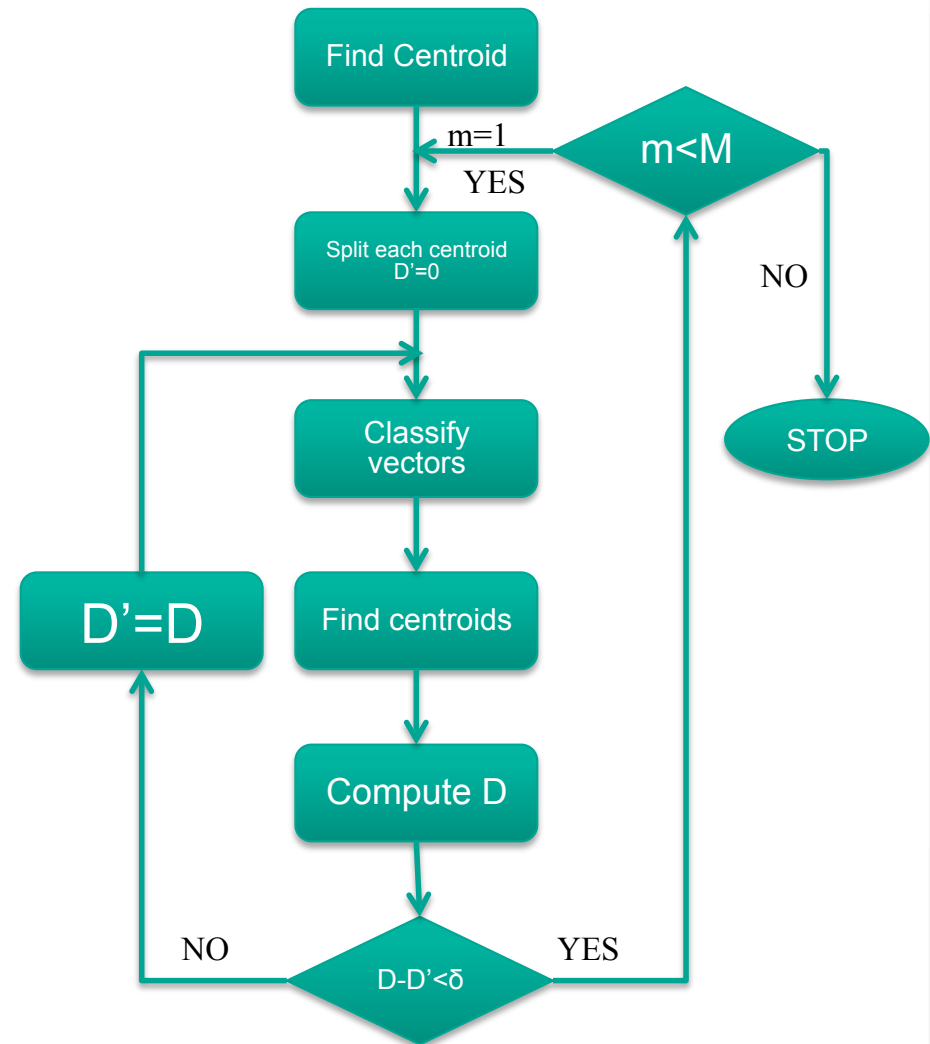 Find Centroid
m=1
m<M
YES
Split each centroid
D’=0
NO
Classify
vectors
STOP
D’=D
Find centroids
Compute D
NO
YES
D-D’<δ